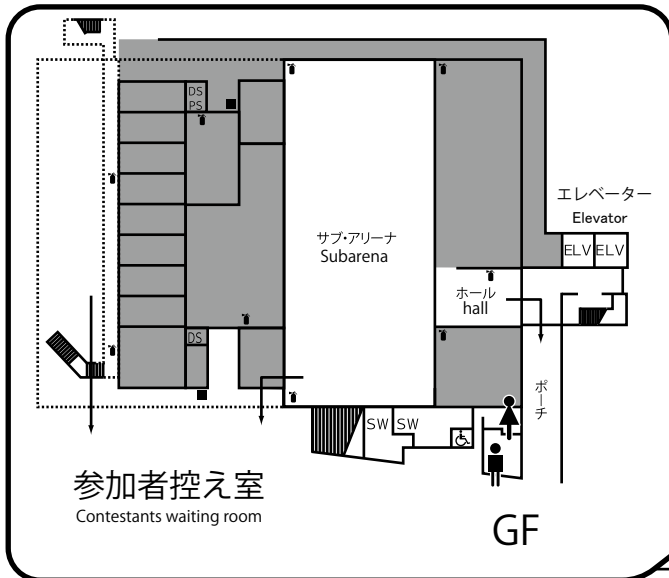 DS
PS
エレベーター
Elevator
ELV ELV
サブ・アリーナ
Subarena
ホール
hall
DS
ポーチ
SW SW
参加者控え室
Contestants waiting room
GF